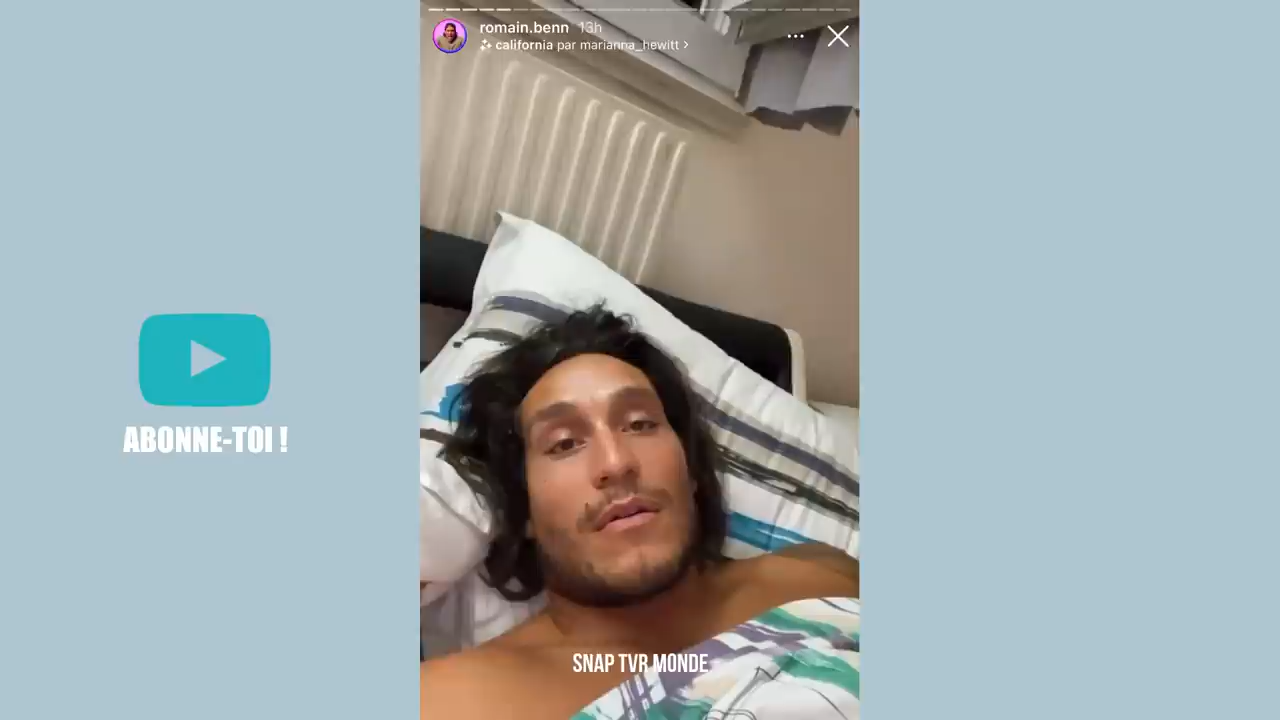 romain.benn 13h
california par marianna_hewitt >
ABONNE-TOI !
SNAP TVR MONDE